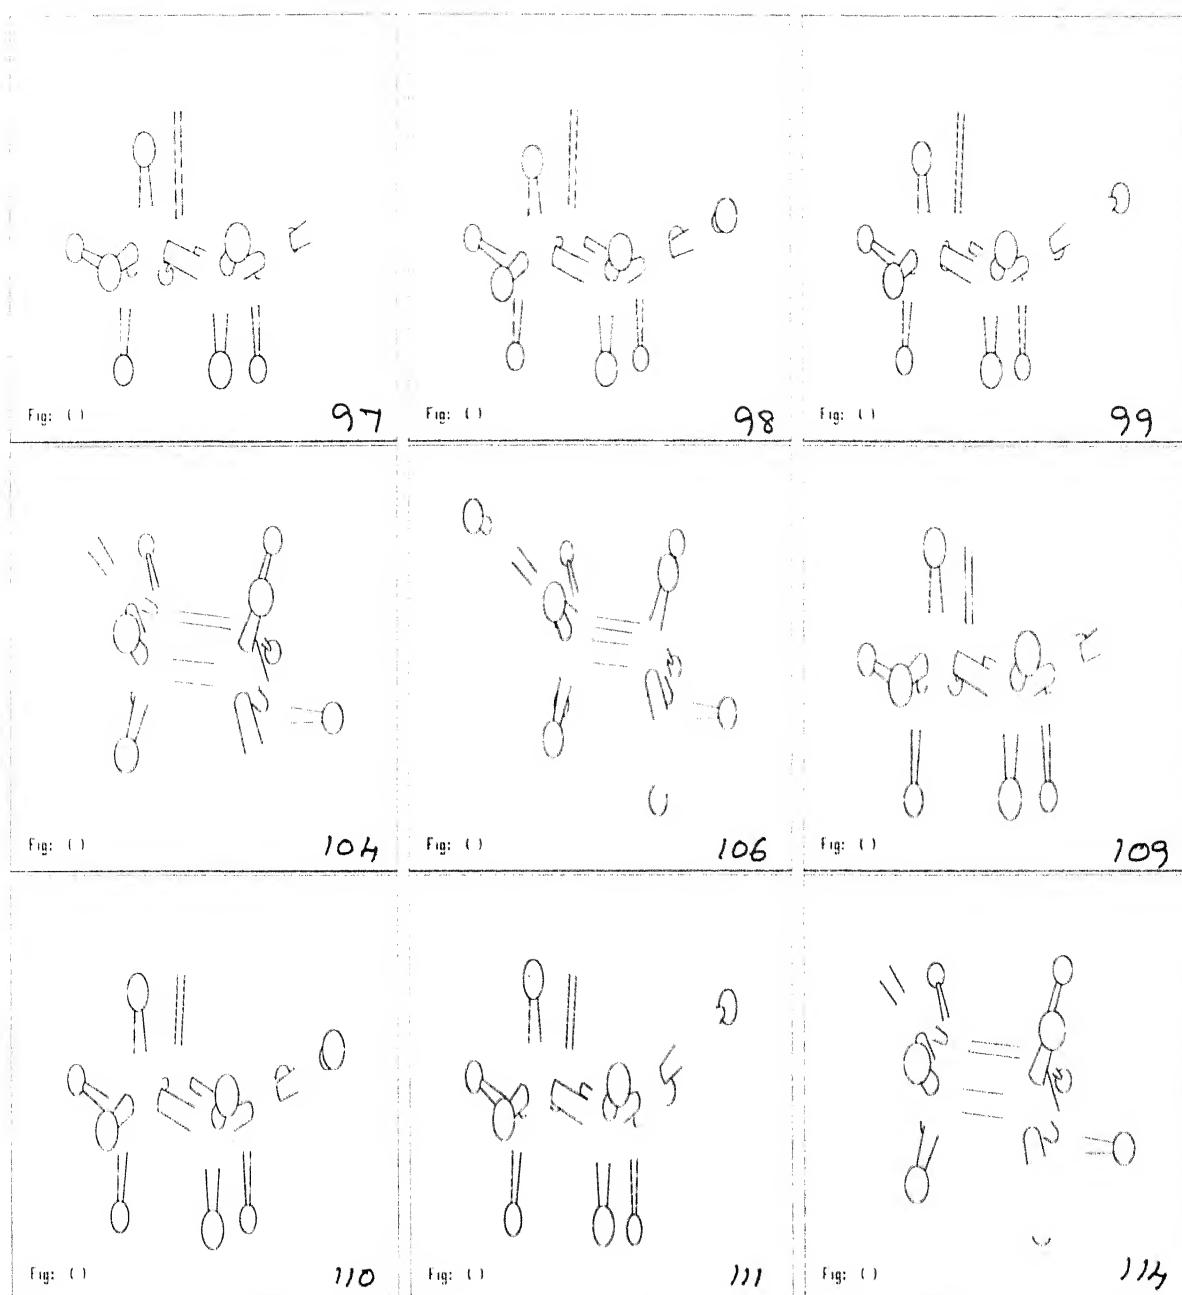 Fig: ( ) 97
Fig: ( ) 98
Fig: ( ) 99
Fig: ( ) 104
Fig: ( ) 106
Fig: ( ) 109
Fig: ( ) 110
Fig: ( ) 111
Fig: ( ) 114